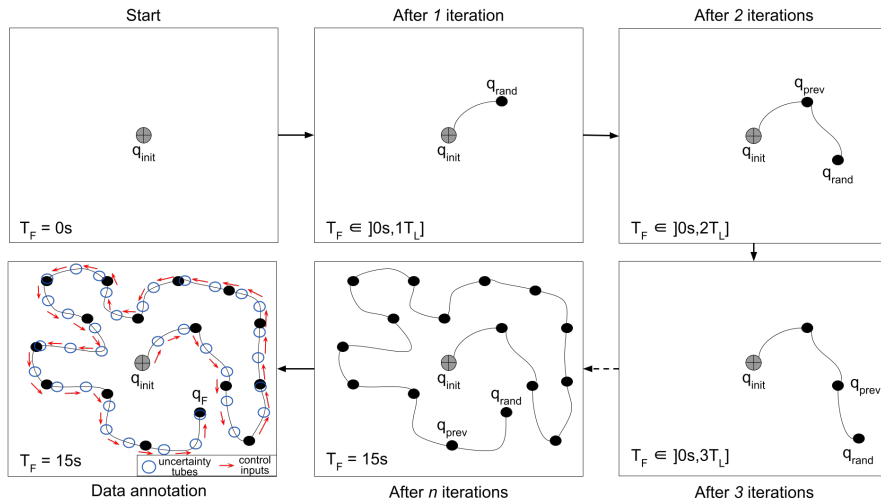 Start
After 1 iteration
After 2 iterations
q_init
T_F = 0s
q_rand
q_init
T_F ∈ ]0s,1T_L]
q_prev
q_init
q_rand
T_F ∈ ]0s,2T_L]
q_init
q_F
T_F = 15s
uncertainty tubes
control inputs
q_init
q_rand
q_prev
T_F = 15s
q_init
q_prev
q_rand
T_F ∈ ]0s,3T_L]
Data annotation
After n iterations
After 3 iterations